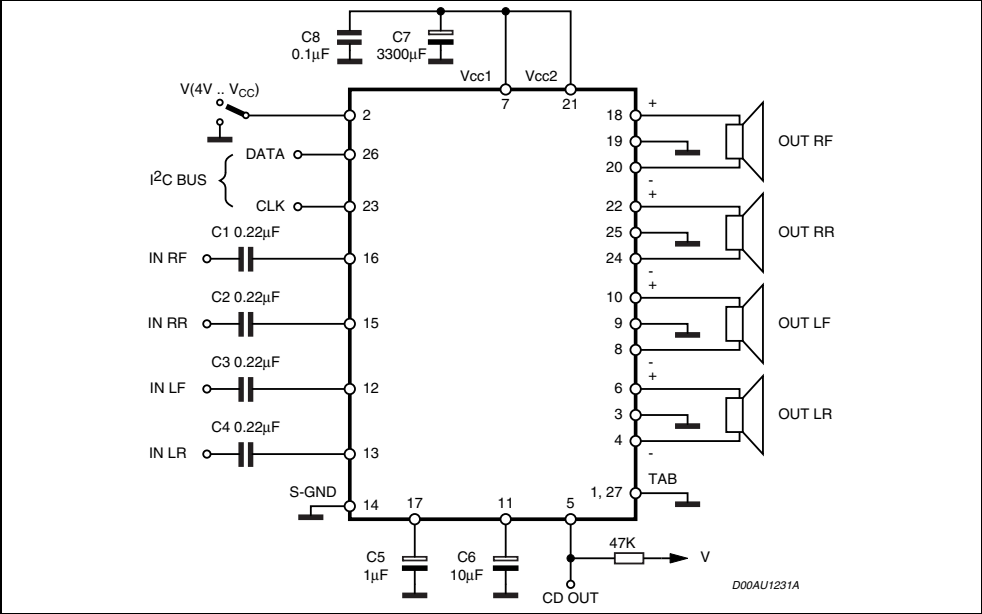 C8
0.1µF
C7
3300µF
Vcc1
Vcc2
7
21
V(4V .. VCC)
2
I2C BUS
DATA
26
CLK
23
C1 0.22µF
IN RF
16
C2 0.22µF
IN RR
15
C3 0.22µF
IN LF
12
C4 0.22µF
IN LR
13
S-GND
14
17
11
5
C5
1µF
C6
10µF
CD OUT
47K
V
18
+
19
20
-
OUT RF
22
+
25
24
-
OUT RR
10
+
9
8
-
OUT LF
6
+
3
4
-
OUT LR
1, 27
TAB
D00AU1231A